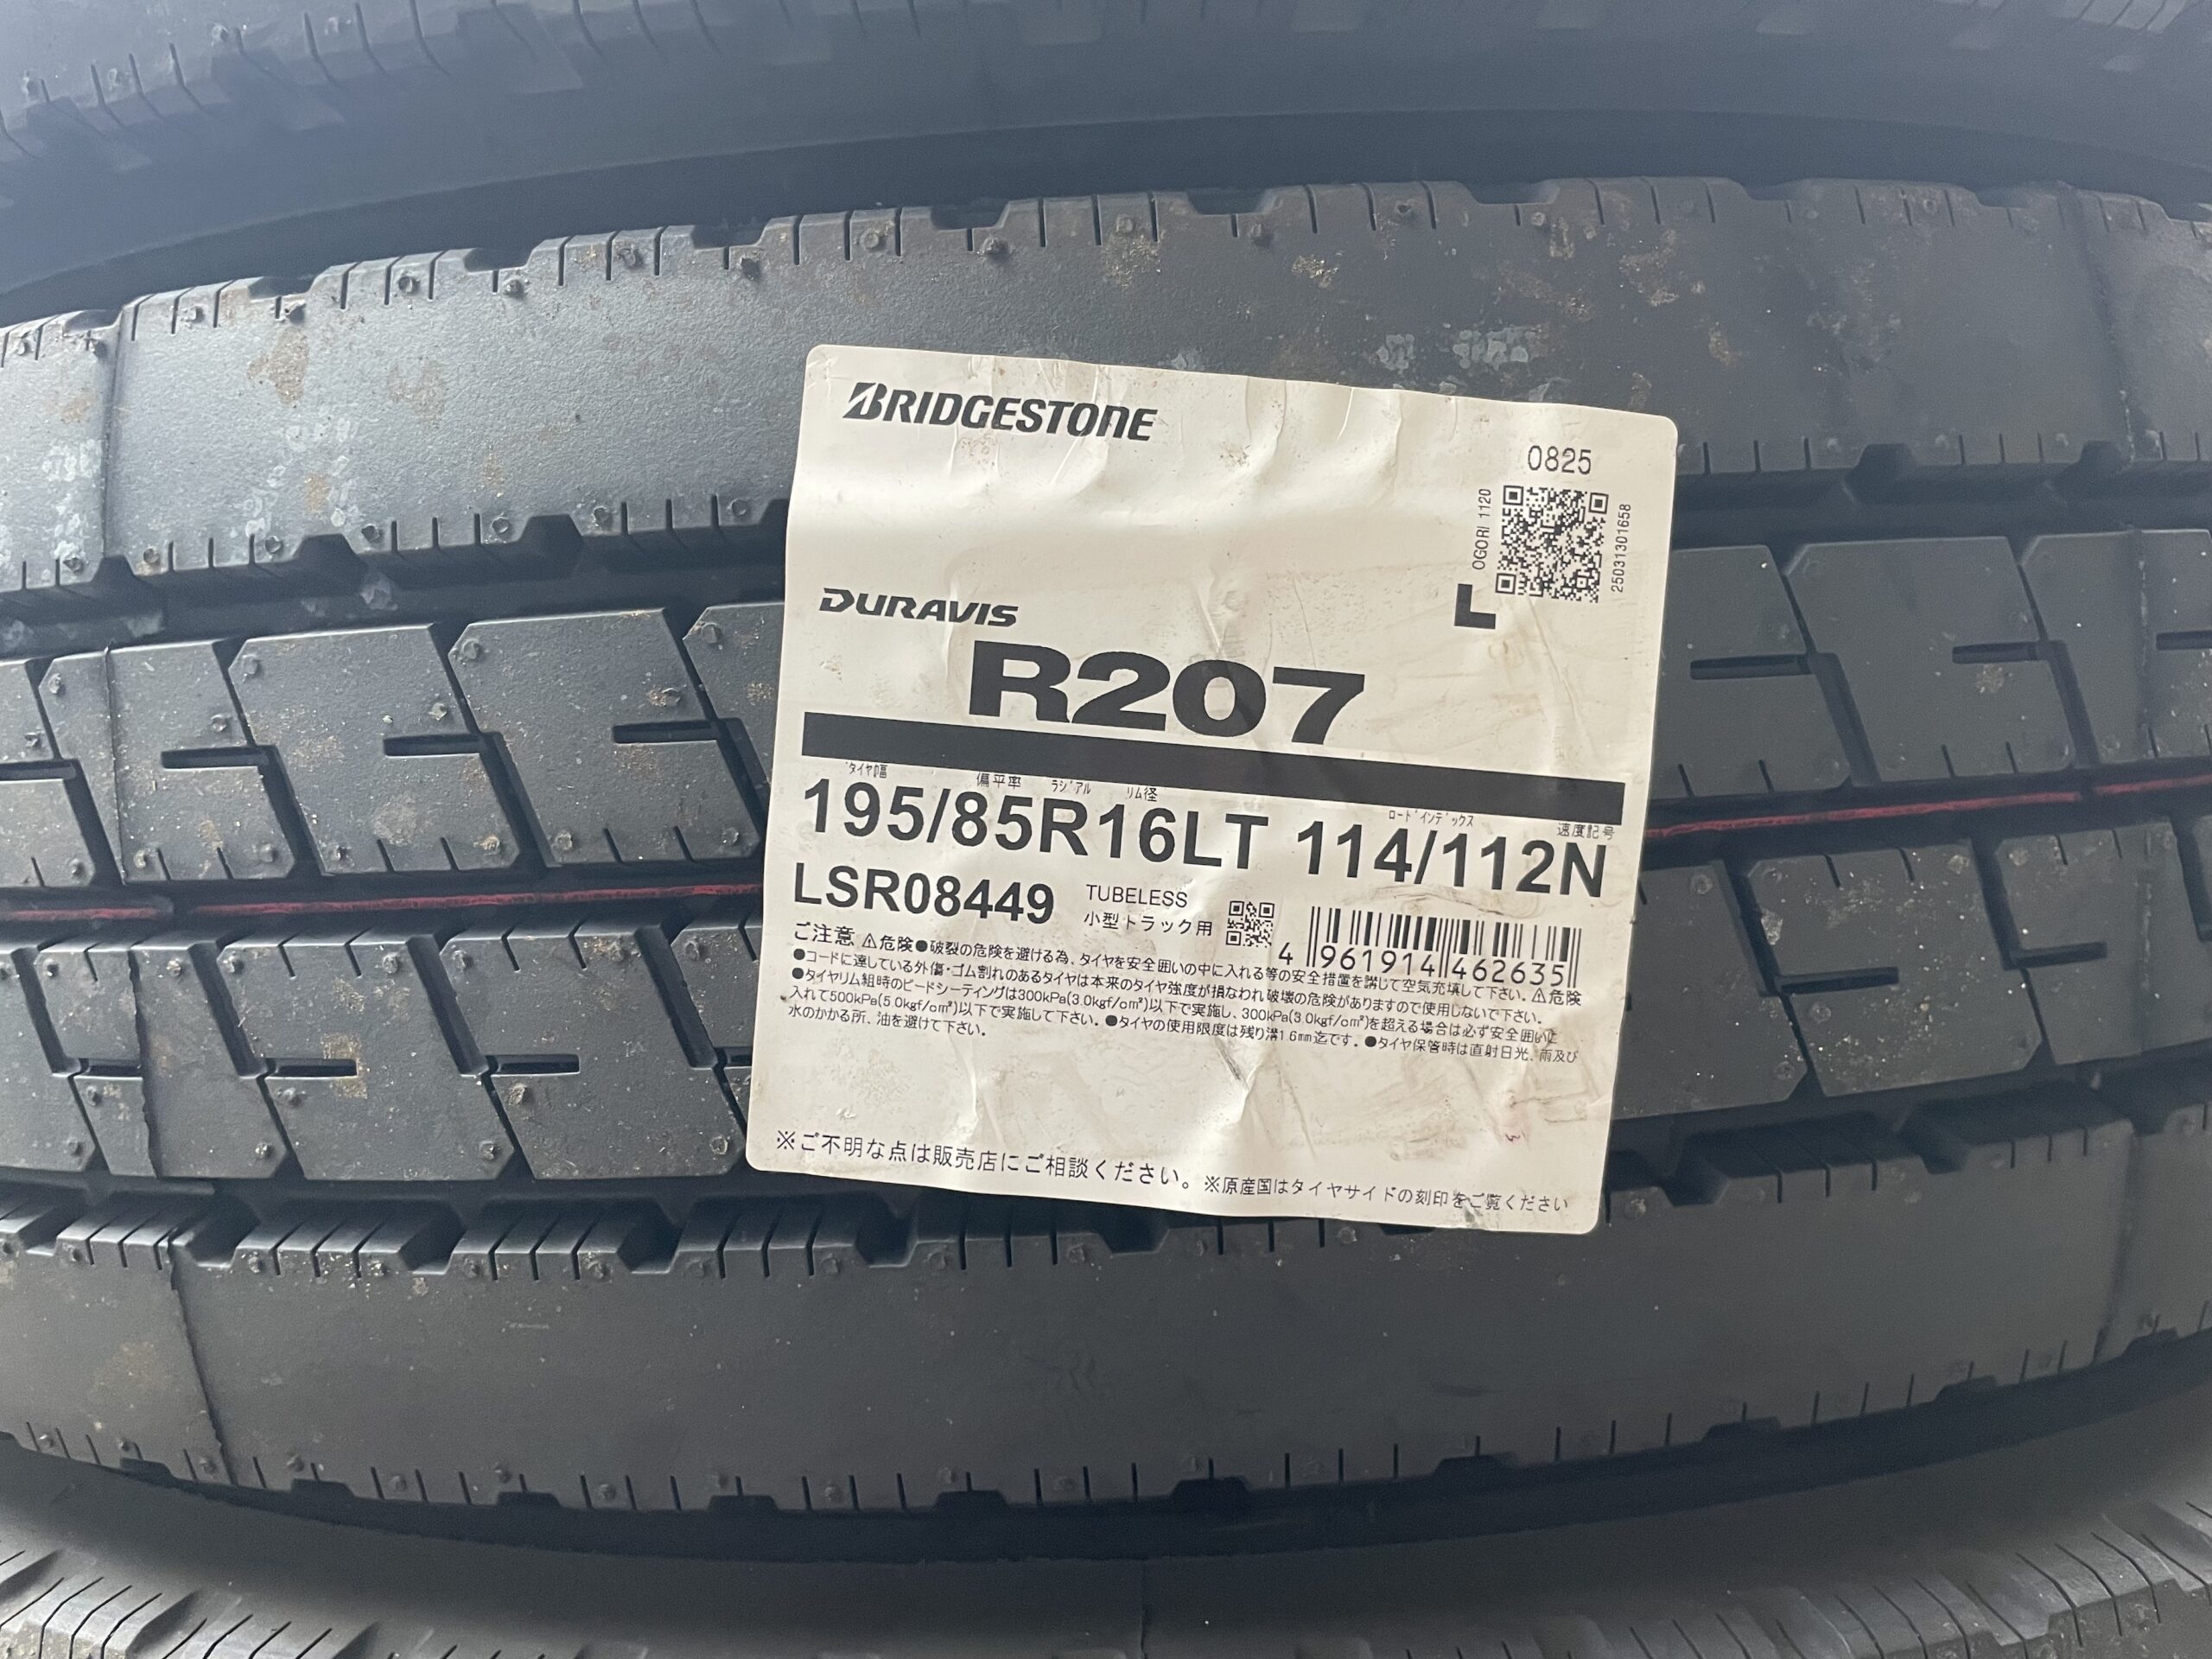 BRIDGESTONE
0825
OGORI 1120
25031301658
L
DURAVIS
R207
タイヤ幅 偏平率 ラジアル リム径 ロードインデックス 速度記号
195/85R16LT 114/112N
LSR08449 TUBELESS
小型トラック用
4 961914 462635
ご注意 ⚠危険●破裂の危険を避ける為、タイヤを安全囲いの中に入れる等の安全措置を講じて空気充填して下さい。⚠危険
●コードに達している外傷・ゴム割れのあるタイヤは本来のタイヤ強度が損なわれ破壊の危険がありますので使用しないで下さい。
●タイヤリム組時のビードシーティングは300kPa(3.0kgf/cm²)以下で実施し、300kPa(3.0kgf/cm²)を超える場合は必ず安全囲いに
入れて500kPa(5.0kgf/cm²)以下で実施して下さい。●タイヤの使用限度は残り溝1.6mm迄です。●タイヤ保管時は直射日光、雨及び
水のかかる所、油を避けて下さい。
※ご不明な点は販売店にご相談ください。※原産国はタイヤサイドの刻印をご覧ください